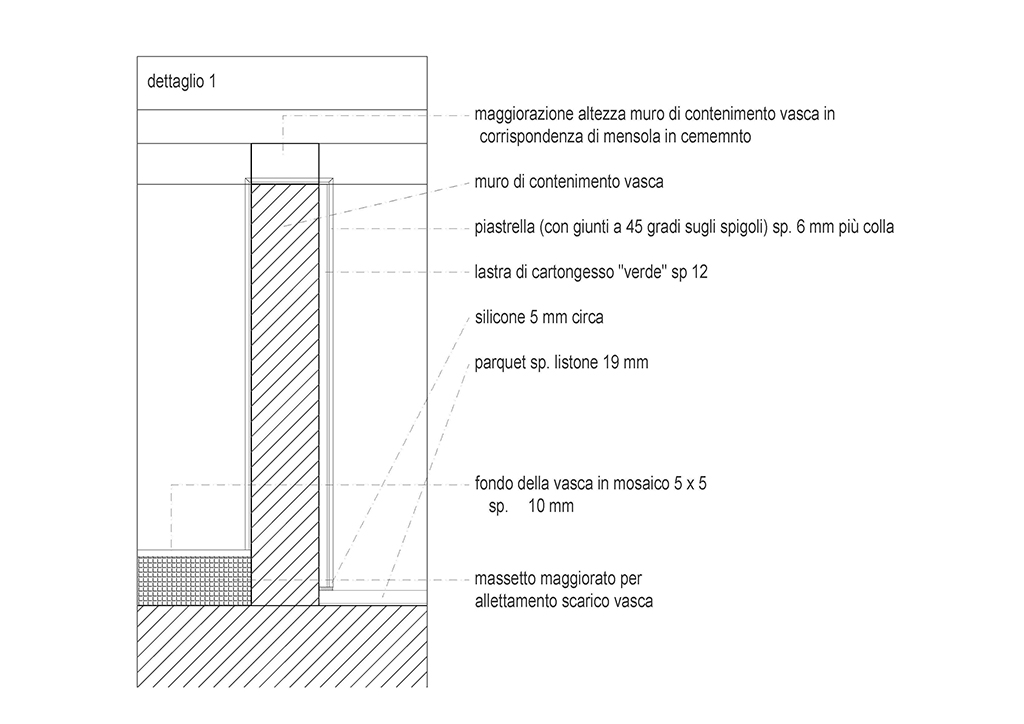 dettaglio 1
maggiorazione altezza muro di contenimento vasca in
corrispondenza di mensola in cememnto
muro di contenimento vasca
piastrella (con giunti a 45 gradi sugli spigoli) sp. 6 mm più colla
lastra di cartongesso "verde" sp 12
silicone 5 mm circa
parquet sp. listone 19 mm
fondo della vasca in mosaico 5 x 5
sp. 10 mm
massetto maggiorato per
allettamento scarico vasca